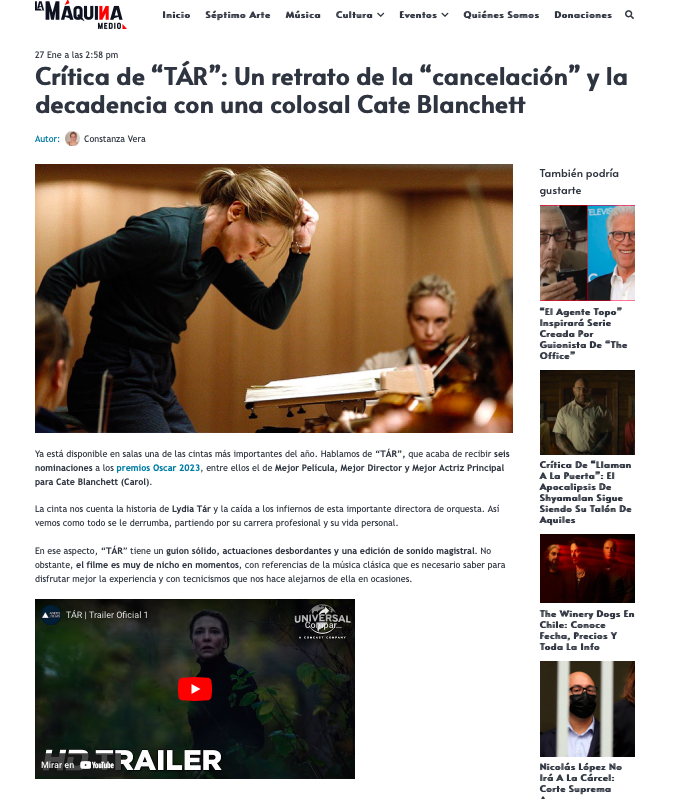 LA
MÁQUINA
MEDIO
Inicio Séptimo Arte Música Cultura Eventos Quiénes Somos Donaciones
27 Ene a las 2:58 pm
Crítica de “TÁR”: Un retrato de la “cancelación” y la
decadencia con una colosal Cate Blanchett
Autor: Constanza Vera
Ya está disponible en salas una de las cintas más importantes del año. Hablamos de “TÁR”, que acaba de recibir seis
nominaciones a los premios Oscar 2023, entre ellos el de Mejor Película, Mejor Director y Mejor Actriz Principal
para Cate Blanchett (Carol).
La cinta nos cuenta la historia de Lydia Tár y la caída a los infiernos de esta importante directora de orquesta. Así
vemos como todo se le derrumba, partiendo por su carrera profesional y su vida personal.
En ese aspecto, “TÁR” tiene un guion sólido, actuaciones desbordantes y una edición de sonido magistral. No
obstante, el filme es muy de nicho en momentos, con referencias de la música clásica que es necesario saber para
disfrutar mejor la experiencia y con tecnicismos que nos hace alejarnos de ella en ocasiones.
TÁR | Trailer Oficial 1
UNIVERSAL
Compar...
A COMCAST COMPANY
HD TRAILER
Mirar en YouTube
También podría
gustarte
TELEVIS
“El Agente Topo”
Inspirará Serie
Creada Por
Guionista De “The
Office”
Crítica De “Llaman
A La Puerta”: El
Apocalipsis De
Shyamalan Sigue
Siendo Su Talón De
Aquiles
The Winery Dogs En
Chile: Conoce
Fecha, Precios Y
Toda La Info
Nicolás López No
Irá A La Cárcel:
Corte Suprema